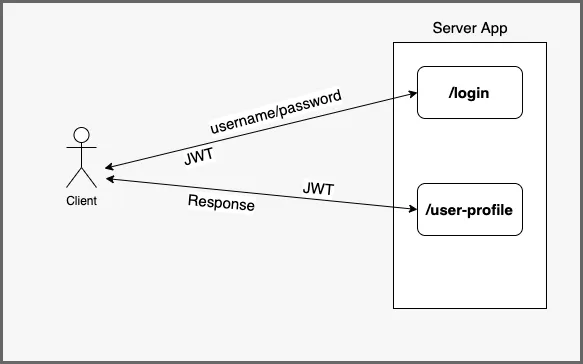 Server App
/login
username/password
JWT
Client
JWT
Response
/user-profile